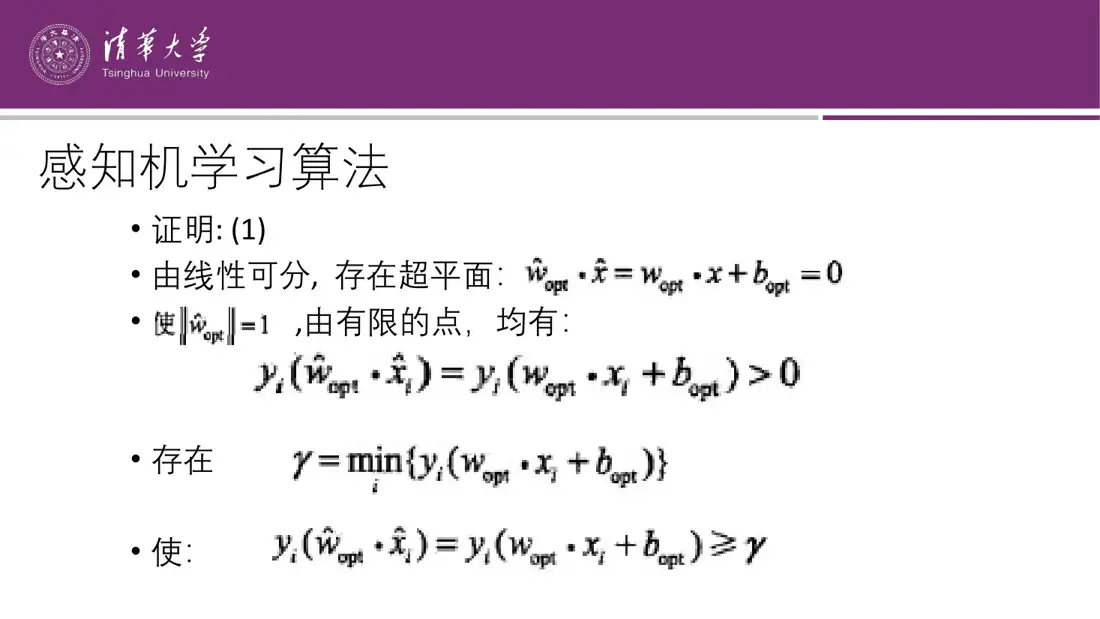 清华大学
Tsinghua University
感知机学习算法
• 证明: (1)
• 由线性可分, 存在超平面: ŵ_opt · x̂ = w_opt · x + b_opt = 0
• 使‖ŵ_opt‖=1 ,由有限的点, 均有:
y_i(ŵ_opt · x̂_i) = y_i(w_opt · x_i + b_opt) > 0
• 存在 γ = min_i{y_i(w_opt · x_i + b_opt)}
• 使: y_i(ŵ_opt · x̂_i) = y_i(w_opt · x_i + b_opt) ≥ γ